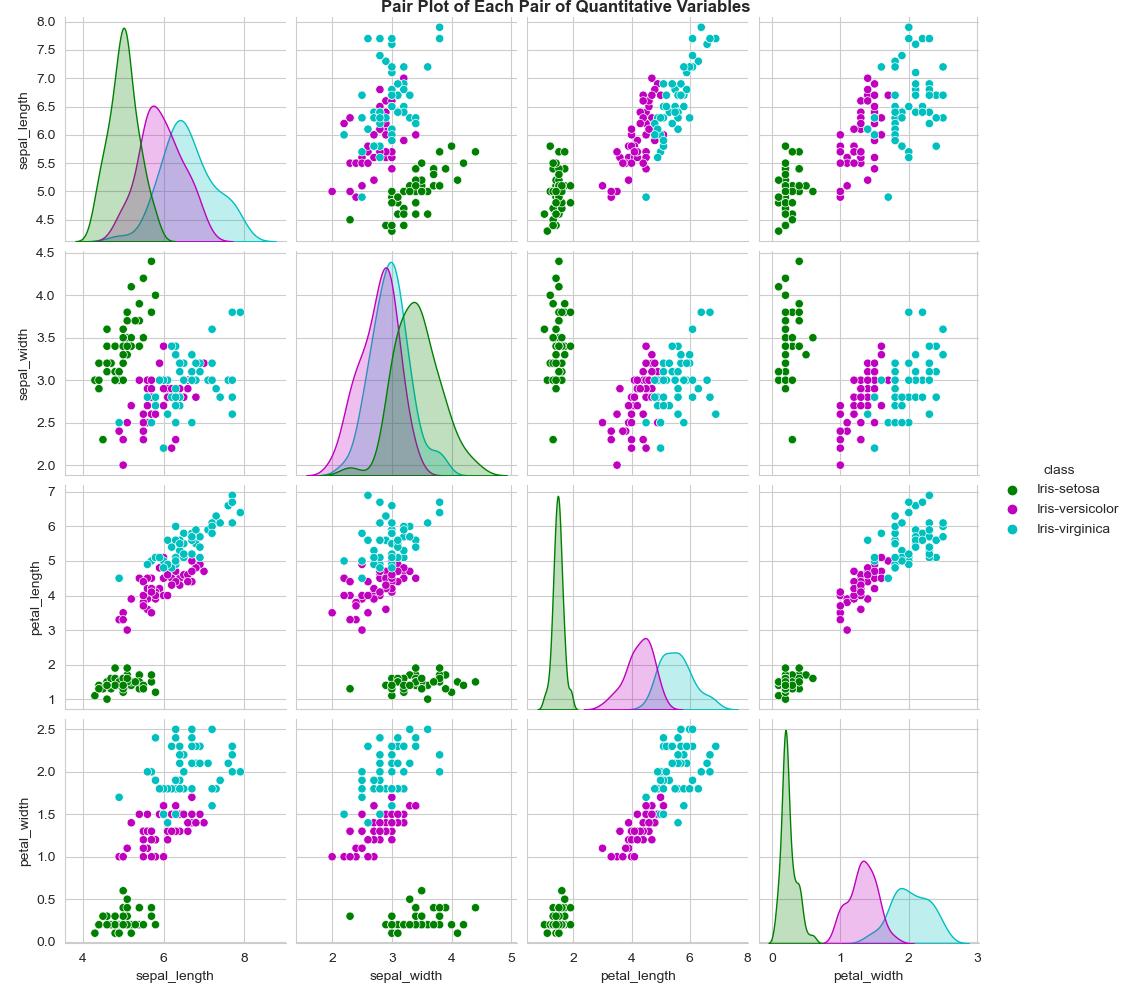 Pair Plot of Each Pair of Quantitative Variables
8.0
7.5
7.0
6.5
6.0
5.5
5.0
4.5
sepal_length
4.5
4.0
3.5
3.0
2.5
2.0
sepal_width
7
6
5
4
3
2
1
petal_length
2.5
2.0
1.5
1.0
0.5
0.0
petal_width
4 6 8
sepal_length
2 3 4 5
sepal_width
2 4 6 8
petal_length
0 1 2 3
petal_width
class
Iris-setosa
Iris-versicolor
Iris-virginica